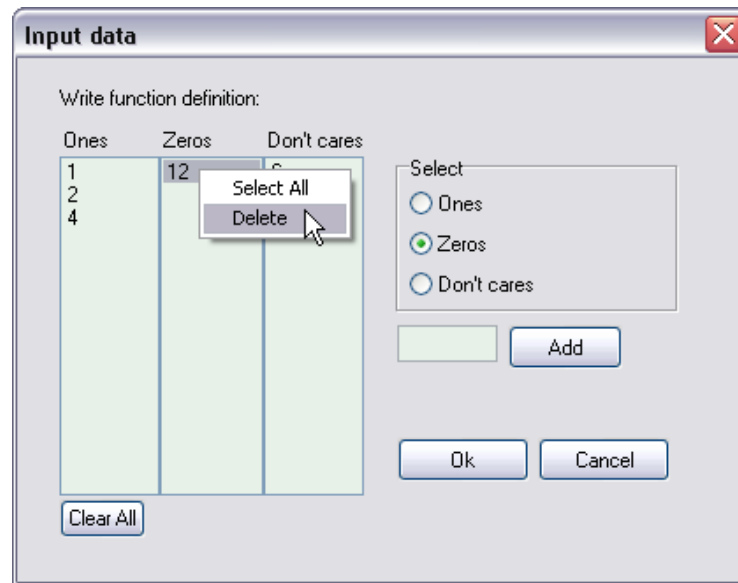 Input data
Write function definition:
Ones Zeros Don't cares
1 12
2
4
Select All
Delete
Select
Ones
Zeros
Don't cares
Add
Ok Cancel
Clear All